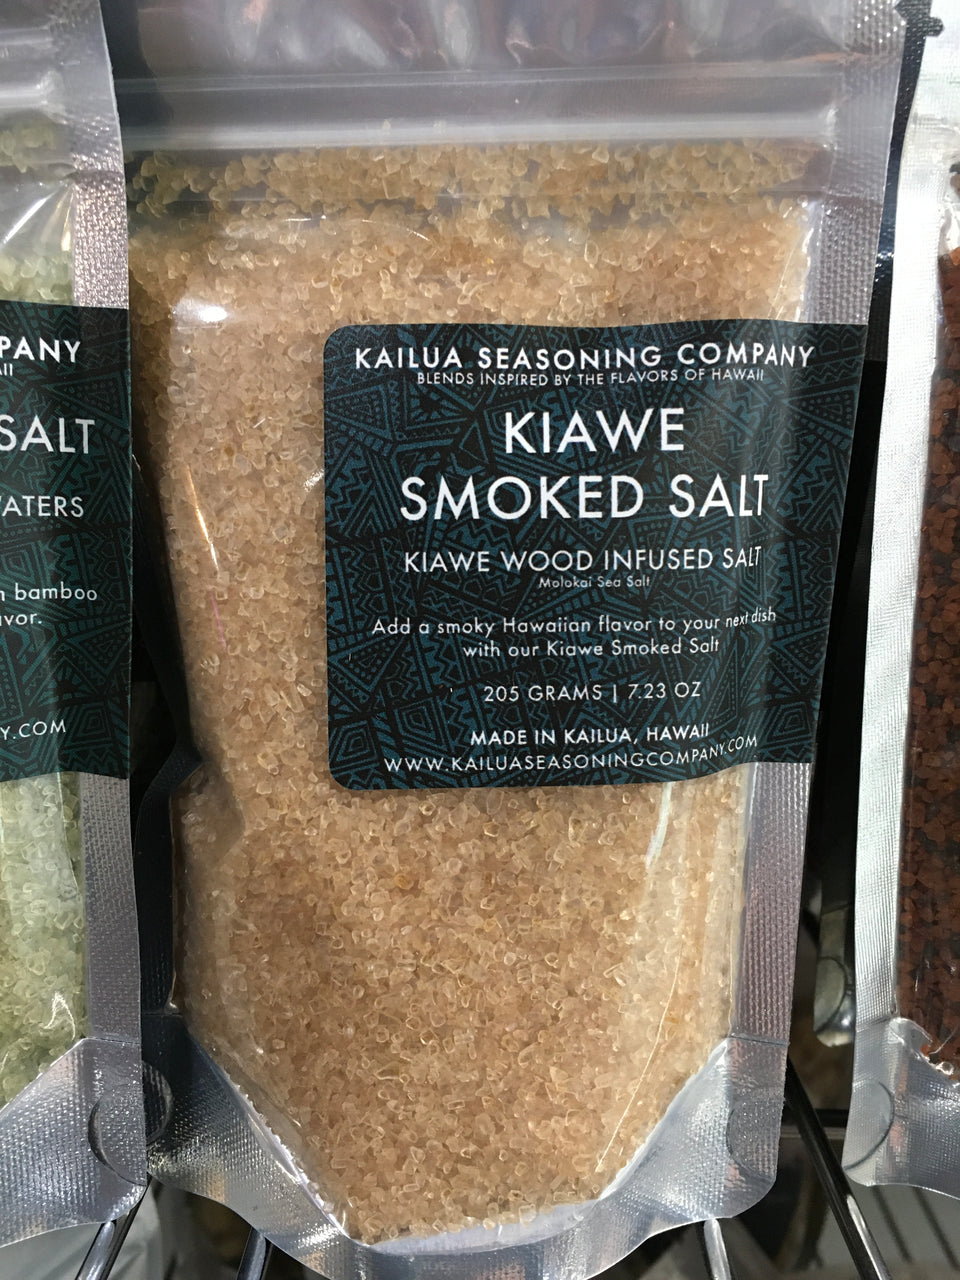 KAILUA SEASONING COMPANY
BLENDS INSPIRED BY THE FLAVORS OF HAWAII
KIAWE
SMOKED SALT
KIAWE WOOD INFUSED SALT
Molokai Sea Salt
Add a smoky Hawaiian flavor to your next dish
with our Kiawe Smoked Salt
205 GRAMS | 7.23 OZ
MADE IN KAILUA, HAWAII
WWW.KAILUASEASONINGCOMPANY.COM
PANY
AII
SALT
ATERS
n bamboo
vor.
Y.COM